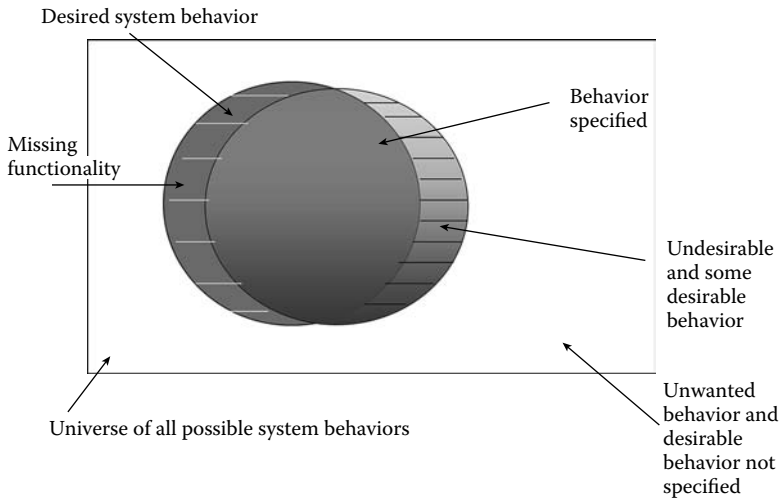 Desired system behavior
Behavior
specified
Missing
functionality
Undesirable
and some
desirable
behavior
Universe of all possible system behaviors
Unwanted
behavior and
desirable
behavior not
specified